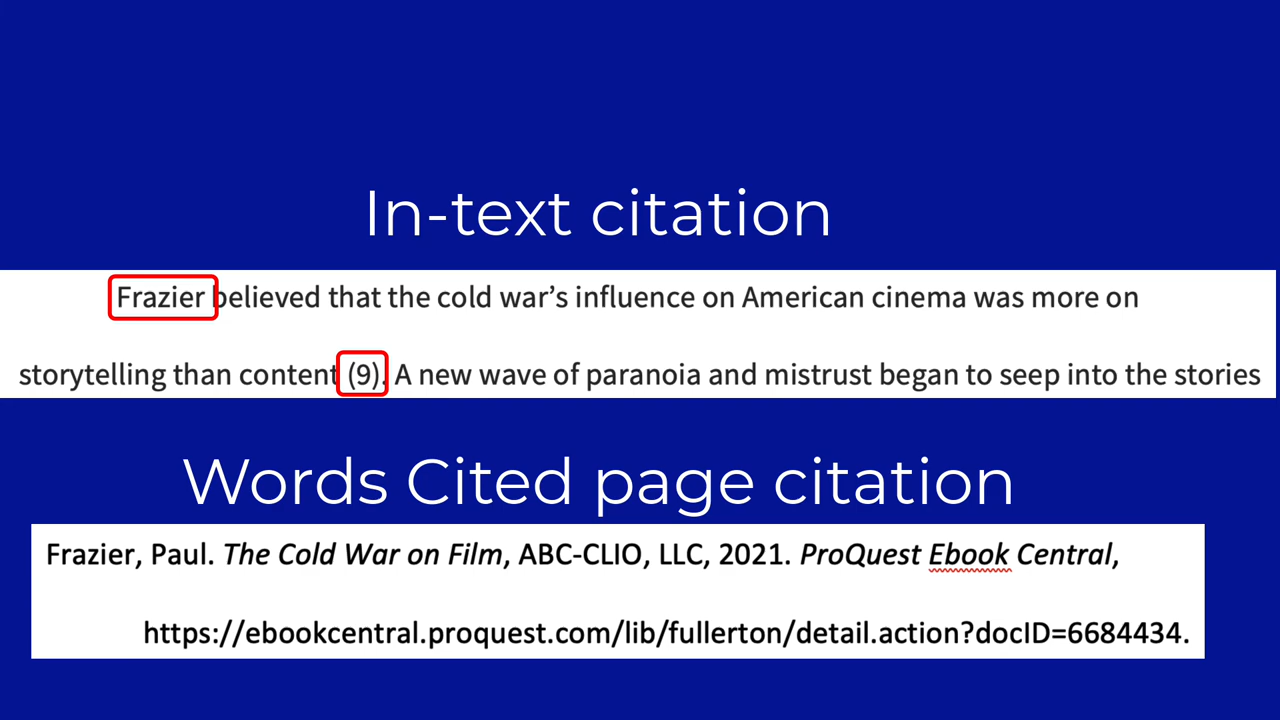 In-text citation
Frazier believed that the cold war’s influence on American cinema was more on
storytelling than content (9). A new wave of paranoia and mistrust began to seep into the stories
Words Cited page citation
Frazier, Paul. The Cold War on Film, ABC-CLIO, LLC, 2021. ProQuest Ebook Central,
https://ebookcentral.proquest.com/lib/fullerton/detail.action?docID=6684434.